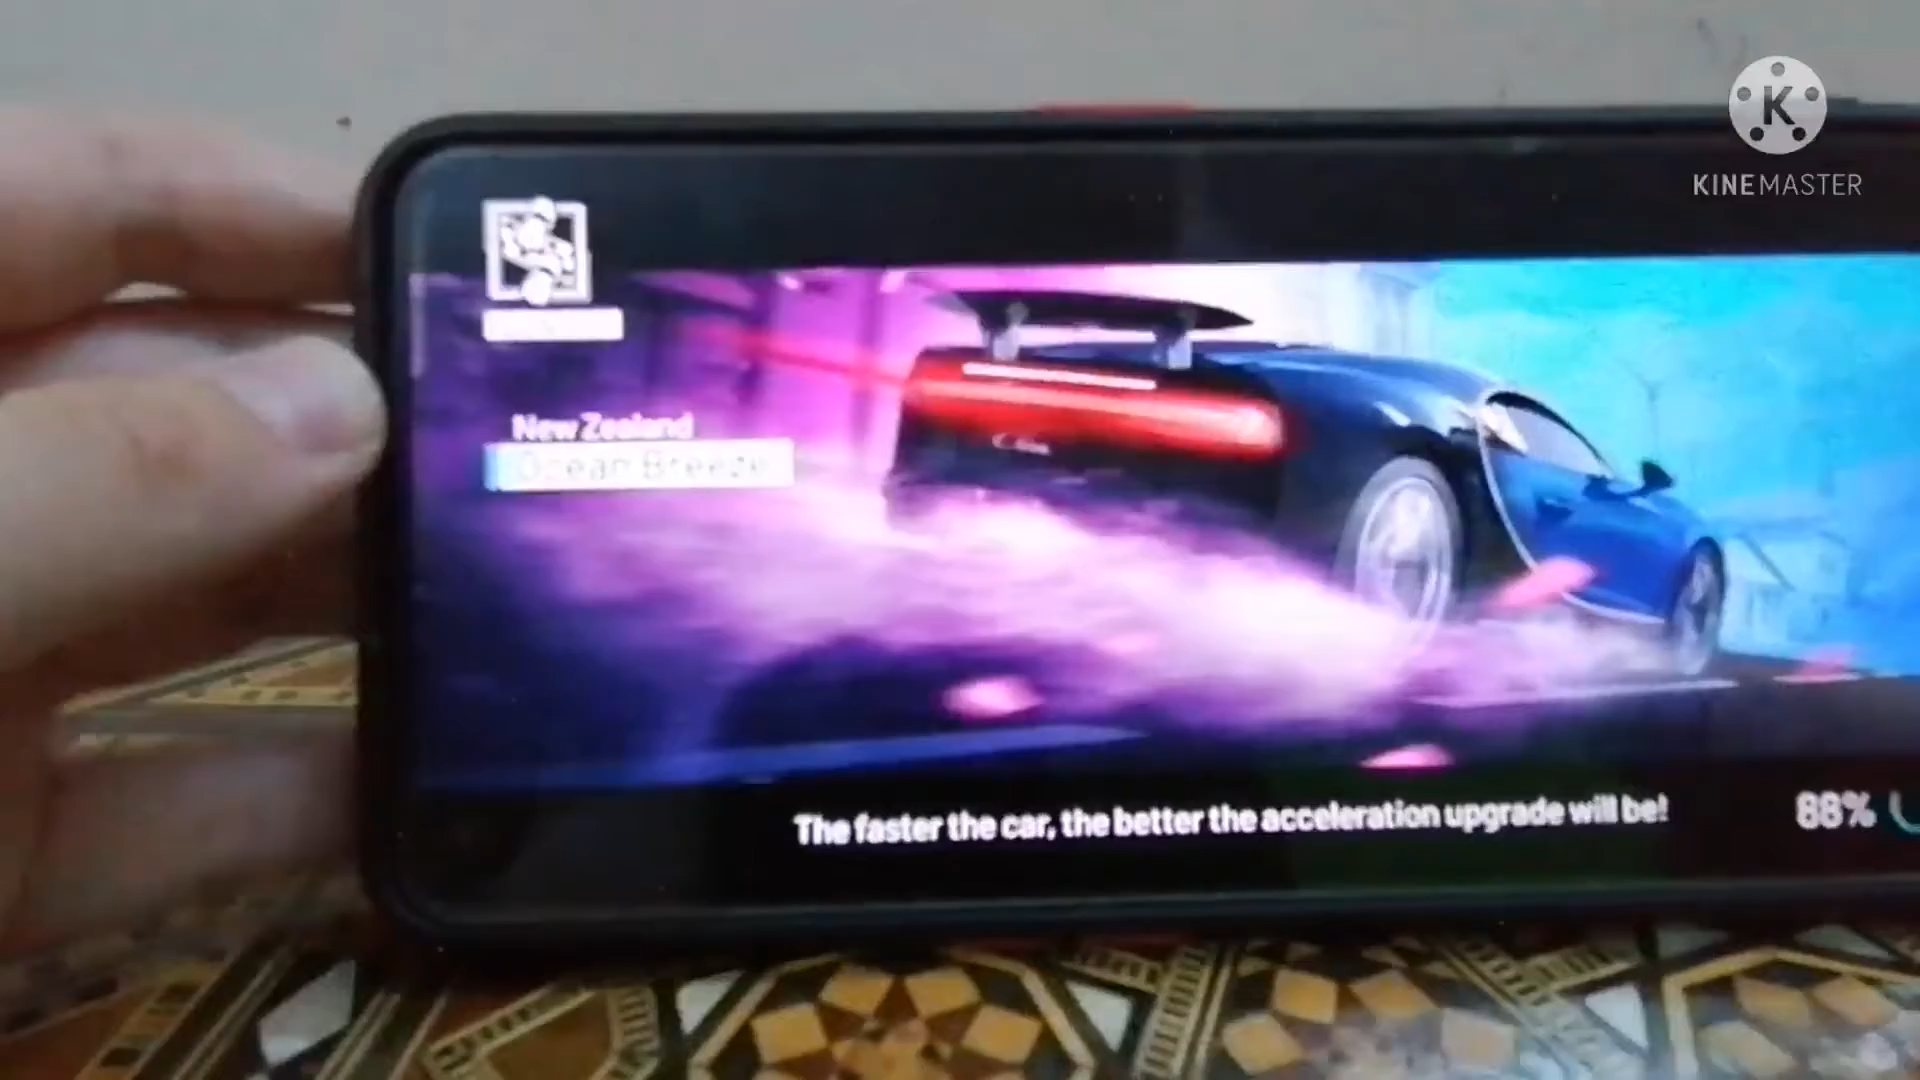 K
KINEMASTER
New Zealand
Ocean Breeze
The faster the car, the better the acceleration upgrade will be!
88%